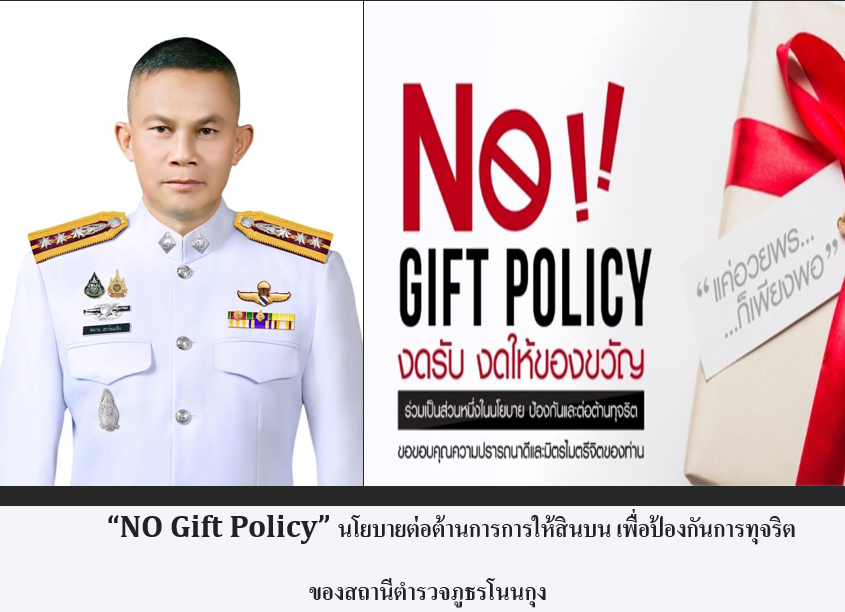 NO!!
GIFT POLICY
งดรับ งดให้ของขวัญ
ร่วมเป็นส่วนหนึ่งในนโยบาย ป้องกันและต่อต้านทุจริต
ขอขอบคุณความปรารถนาดีและมิตรไมตรีจิตของท่าน
“แค่อวยพร...
...ก็เพียงพอ”
“NO Gift Policy” นโยบายต่อต้านการการให้สินบน เพื่อป้องกันการทุจริต
ของสถานีตำรวจภูธรโนนกุง